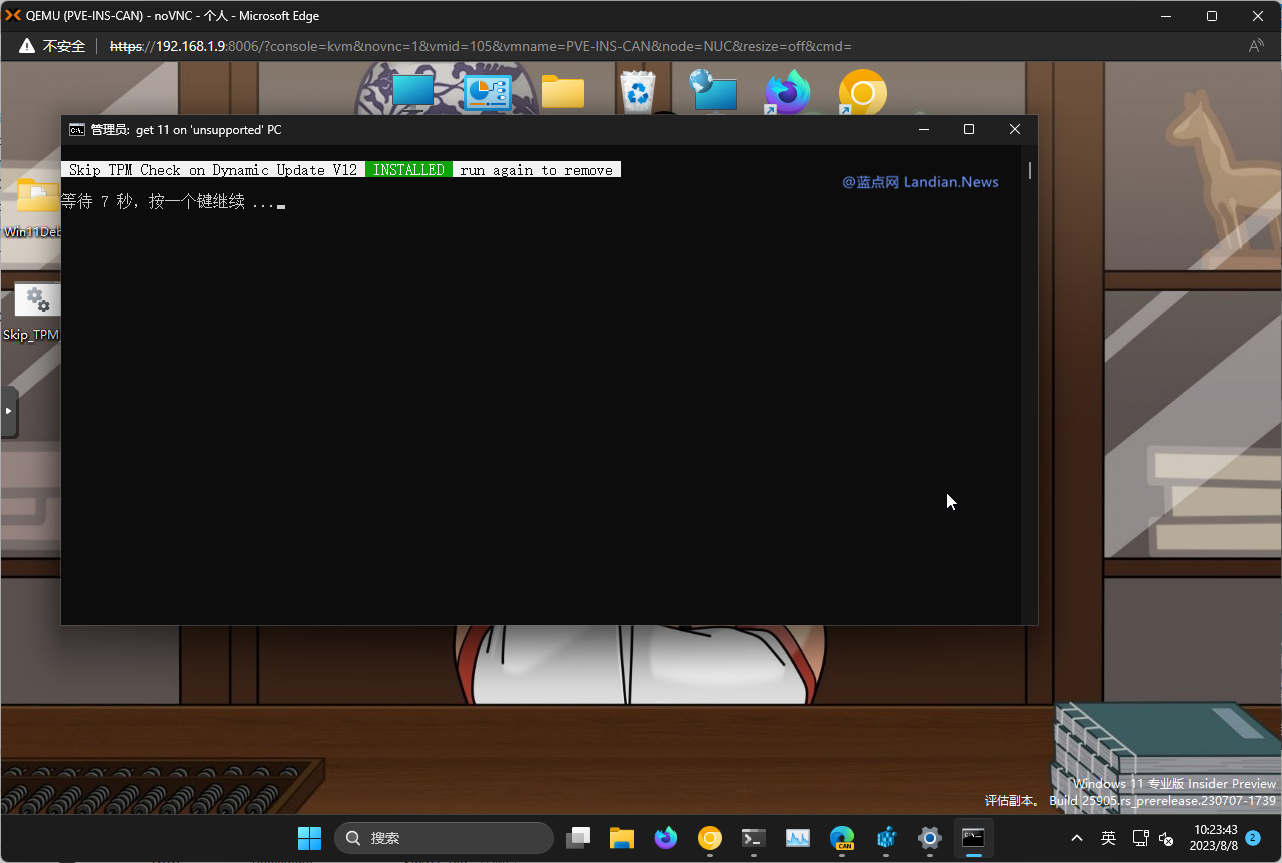 QEMU (PVE-INS-CAN) - noVNC - 个人 - Microsoft Edge
不安全 https://192.168.1.9:8006/?console=kvm&novnc=1&vmid=105&vmname=PVE-INS-CAN&node=NUC&resize=off&cmd=
管理员: get 11 on 'unsupported' PC
Skip TPM Check on Dynamic Update V12 INSTALLED run again to remove
@蓝点网 Landian.News
等待 7 秒，按一个键继续 ...
Win11Deb
Skip_TPM_
Windows 11 专业版 Insider Preview
评估副本。 Build 25905.rs_prerelease.230707-1739
搜索
CAN
英
10:23:43
2023/8/8
2